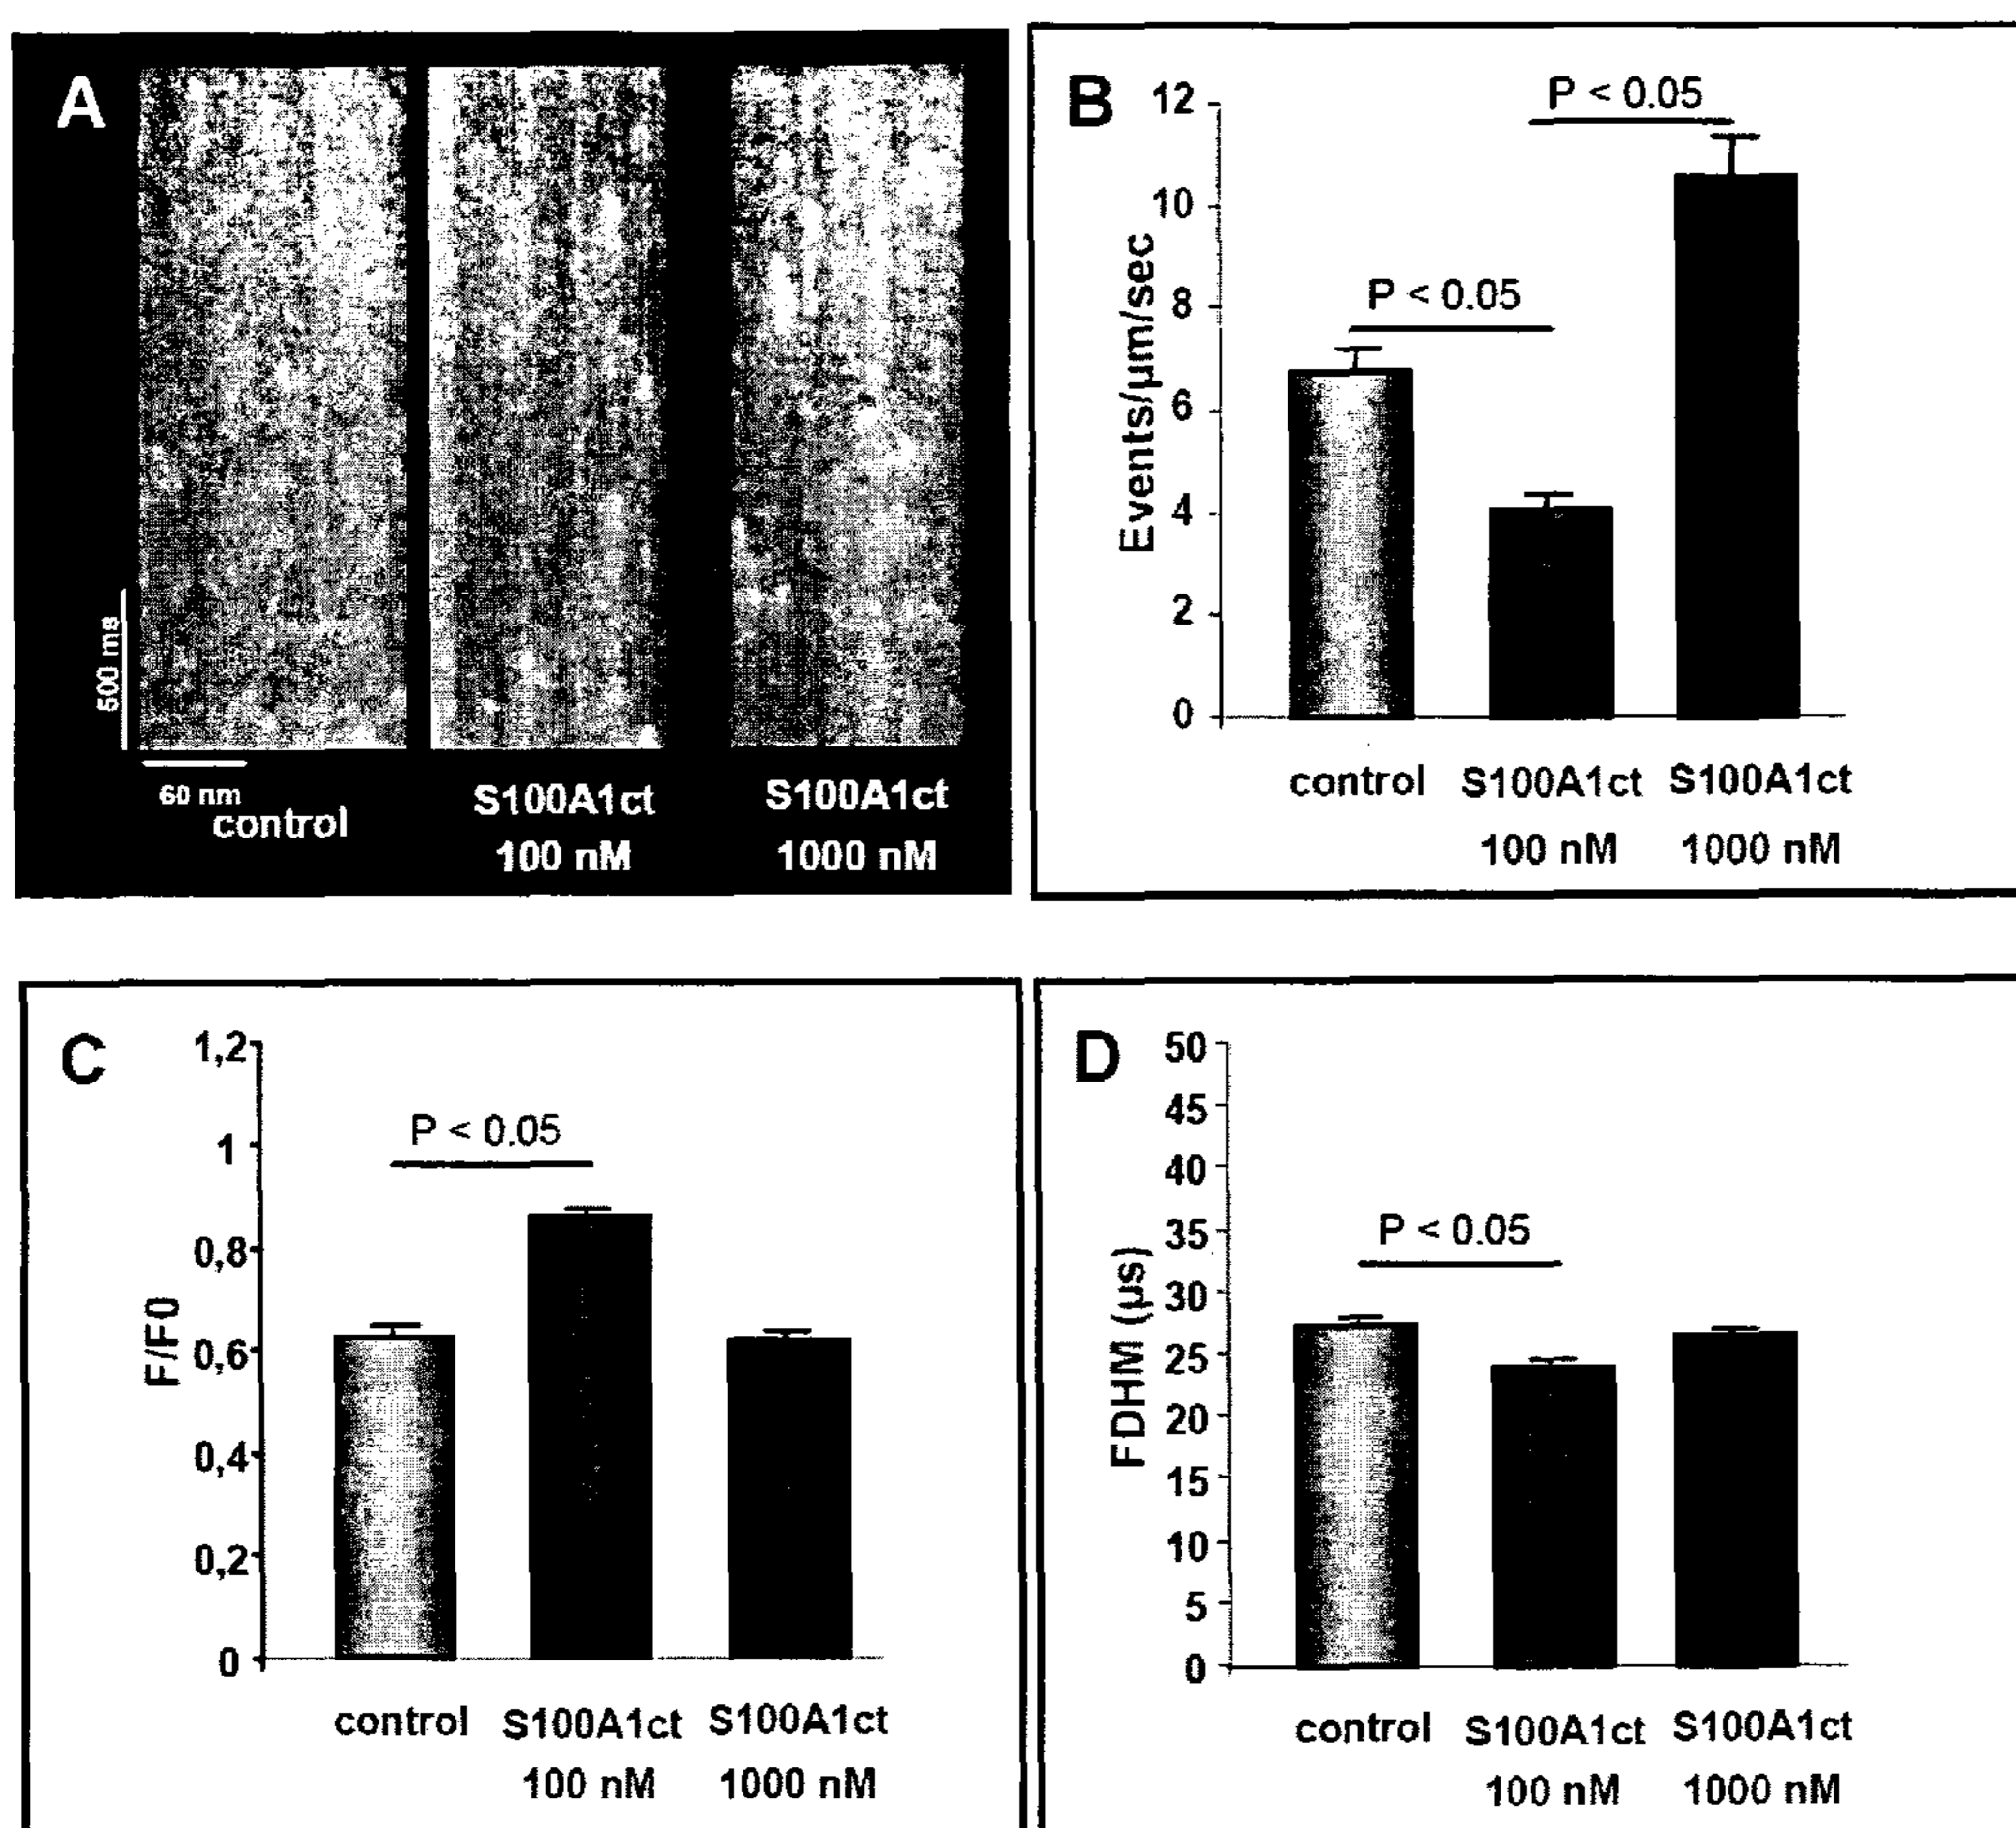 A
500 ms
60 nm
control
S100A1ct
100 nM
S100A1ct
1000 nM
B
12
10
8
6
4
2
0
Events/µm/sec
P < 0.05
P < 0.05
control
S100A1ct
100 nM
S100A1ct
1000 nM
C
1,2
1
0,8
0,6
0,4
0,2
0
F/F0
P < 0.05
control
S100A1ct
100 nM
S100A1ct
1000 nM
D
50
45
40
35
30
25
20
15
10
5
0
FDHM (µs)
P < 0.05
control
S100A1ct
100 nM
S100A1ct
1000 nM